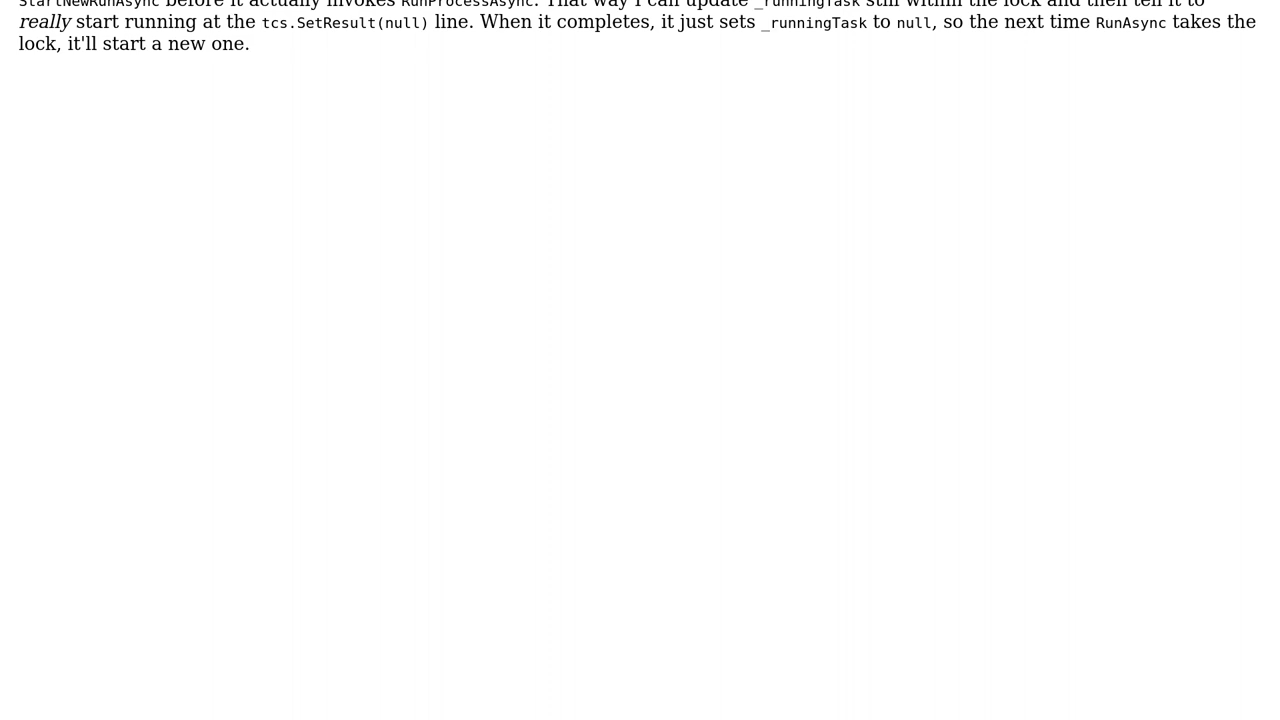 StartNewRunAsync before it actually invokes RunProcessAsync. That way I can update _runningTask still within the lock and then tell it to
really start running at the tcs.SetResult(null) line. When it completes, it just sets _runningTask to null, so the next time RunAsync takes the
lock, it'll start a new one.